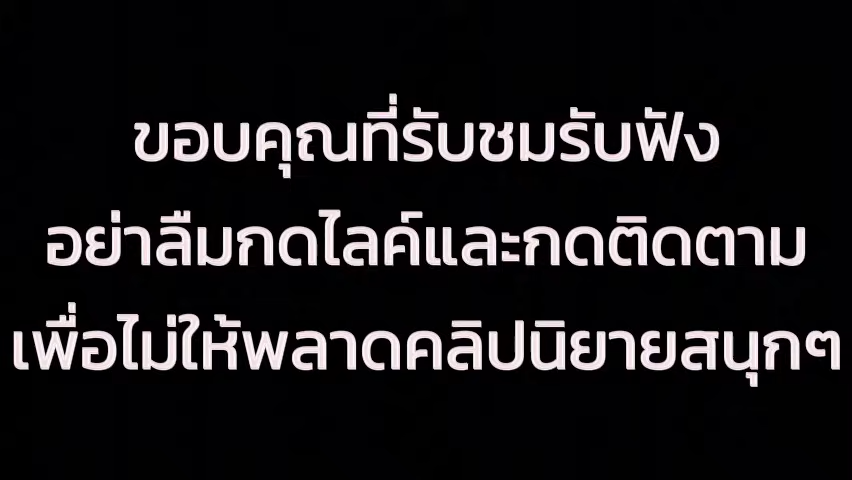 ขอบคุณที่รับชมรับฟัง
อย่าลืมกดไลค์และกดติดตาม
เพื่อไม่ให้พลาดคลิปนิยายสนุกๆ